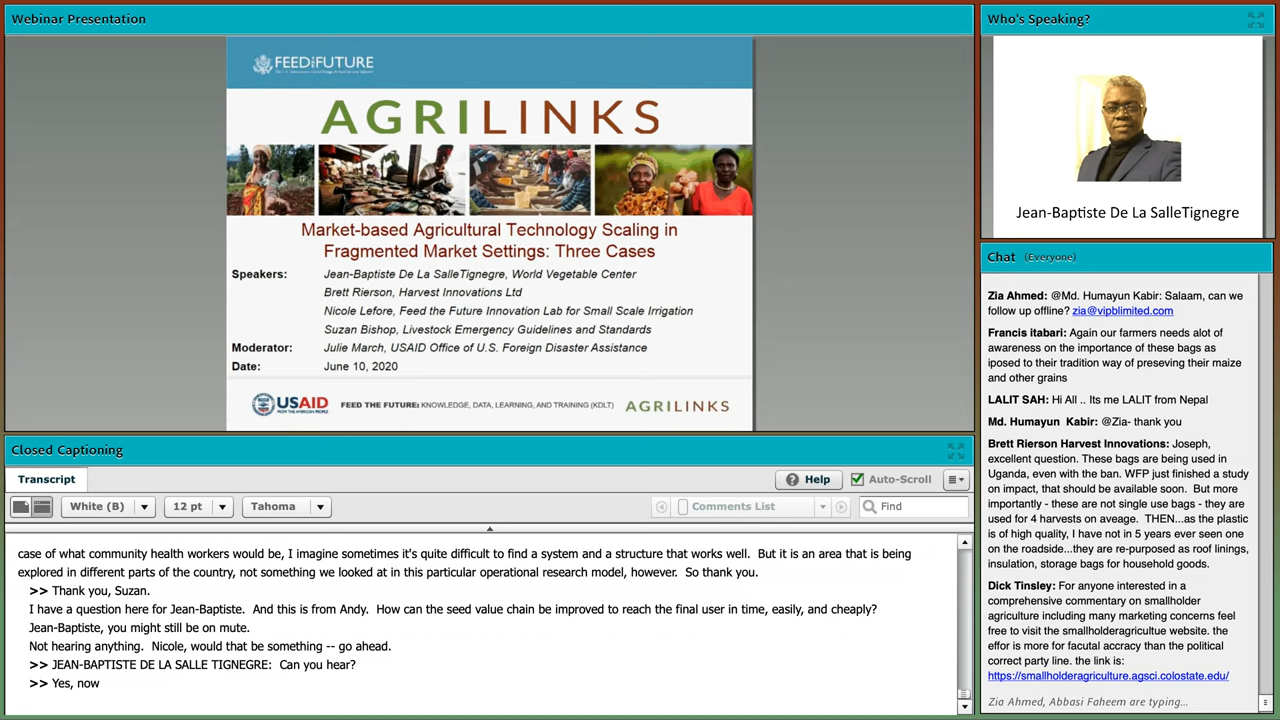 Webinar Presentation
FEED THE FUTURE
AGRILINKS
Market-based Agricultural Technology Scaling in
Fragmented Market Settings: Three Cases
Speakers: Jean-Baptiste De La SalleTignegre, World Vegetable Center
Brett Rierson, Harvest Innovations Ltd
Nicole Lefore, Feed the Future Innovation Lab for Small Scale Irrigation
Suzan Bishop, Livestock Emergency Guidelines and Standards
Moderator: Julie March, USAID Office of U.S. Foreign Disaster Assistance
Date: June 10, 2020
USAID
FROM THE AMERICAN PEOPLE
FEED THE FUTURE: KNOWLEDGE, DATA, LEARNING, AND TRAINING (KDLT)
AGRILINKS
Closed Captioning
Transcript
Help
Auto-Scroll
White (B)
12 pt
Tahoma
Comments List
Find
case of what community health workers would be, I imagine sometimes it's quite difficult to find a system and a structure that works well. But it is an area that is being
explored in different parts of the country, not something we looked at in this particular operational research model, however. So thank you.
>> Thank you, Suzan.
I have a question here for Jean-Baptiste. And this is from Andy. How can the seed value chain be improved to reach the final user in time, easily, and cheaply?
Jean-Baptiste, you might still be on mute.
Not hearing anything. Nicole, would that be something -- go ahead.
>> JEAN-BAPTISTE DE LA SALLE TIGNEGRE: Can you hear?
>> Yes, now
Who's Speaking?
Jean-Baptiste De La SalleTignegre
Chat (Everyone)
Zia Ahmed: @Md. Humayun Kabir: Salaam, can we
follow up offline? zia@vipblimited.com
Francis itabari: Again our farmers needs alot of
awareness on the importance of these bags as
iposed to their tradition way of preseving their maize
and other grains
LALIT SAH: Hi All .. Its me LALIT from Nepal
Md. Humayun Kabir: @Zia- thank you
Brett Rierson Harvest Innovations: Joseph,
excellent question. These bags are being used in
Uganda, even with the ban. WFP just finished a study
on impact, that should be available soon. But more
importantly - these are not single use bags - they are
used for 4 harvests on aveage. THEN...as the plastic
is of high quality, I have not in 5 years ever seen one
on the roadside...they are re-purposed as roof linings,
insulation, storage bags for household goods.
Dick Tinsley: For anyone interested in a
comprehensive commentary on smallholder
agriculture including many marketing concerns feel
free to visit the smallholderagricultue website. the
effor is more for facutal accracy than the political
correct party line. the link is:
https://smallholderagriculture.agsci.colostate.edu/
Zia Ahmed, Abbasi Faheem are typing...